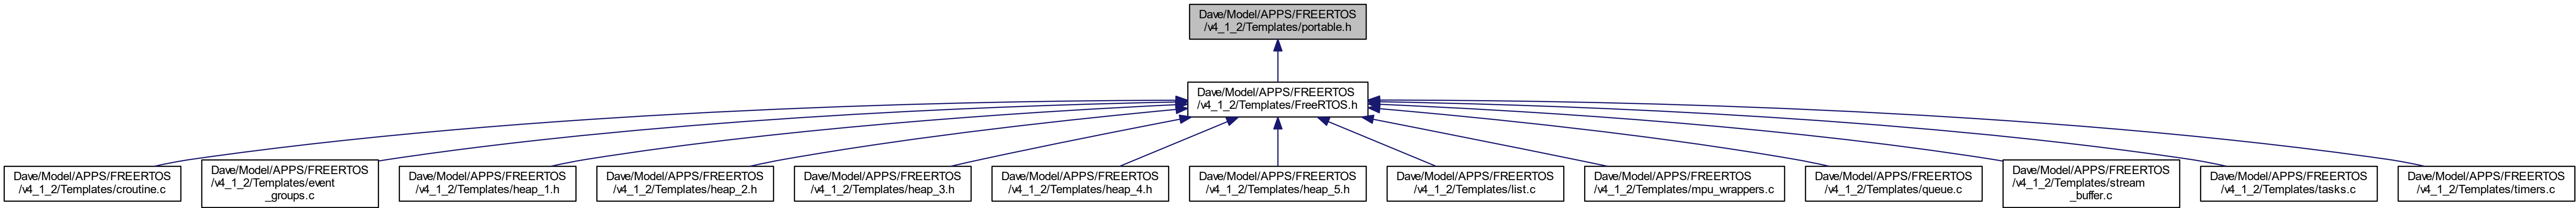 Dave/Model/APPS/FREERTOS
/v4_1_2/Templates/portable.h
Dave/Model/APPS/FREERTOS
/v4_1_2/Templates/FreeRTOS.h
Dave/Model/APPS/FREERTOS
/v4_1_2/Templates/croutine.c
Dave/Model/APPS/FREERTOS
/v4_1_2/Templates/event
_groups.c
Dave/Model/APPS/FREERTOS
/v4_1_2/Templates/heap_1.h
Dave/Model/APPS/FREERTOS
/v4_1_2/Templates/heap_2.h
Dave/Model/APPS/FREERTOS
/v4_1_2/Templates/heap_3.h
Dave/Model/APPS/FREERTOS
/v4_1_2/Templates/heap_4.h
Dave/Model/APPS/FREERTOS
/v4_1_2/Templates/heap_5.h
Dave/Model/APPS/FREERTOS
/v4_1_2/Templates/list.c
Dave/Model/APPS/FREERTOS
/v4_1_2/Templates/mpu_wrappers.c
Dave/Model/APPS/FREERTOS
/v4_1_2/Templates/queue.c
Dave/Model/APPS/FREERTOS
/v4_1_2/Templates/stream
_buffer.c
Dave/Model/APPS/FREERTOS
/v4_1_2/Templates/tasks.c
Dave/Model/APPS/FREERTOS
/v4_1_2/Templates/timers.c